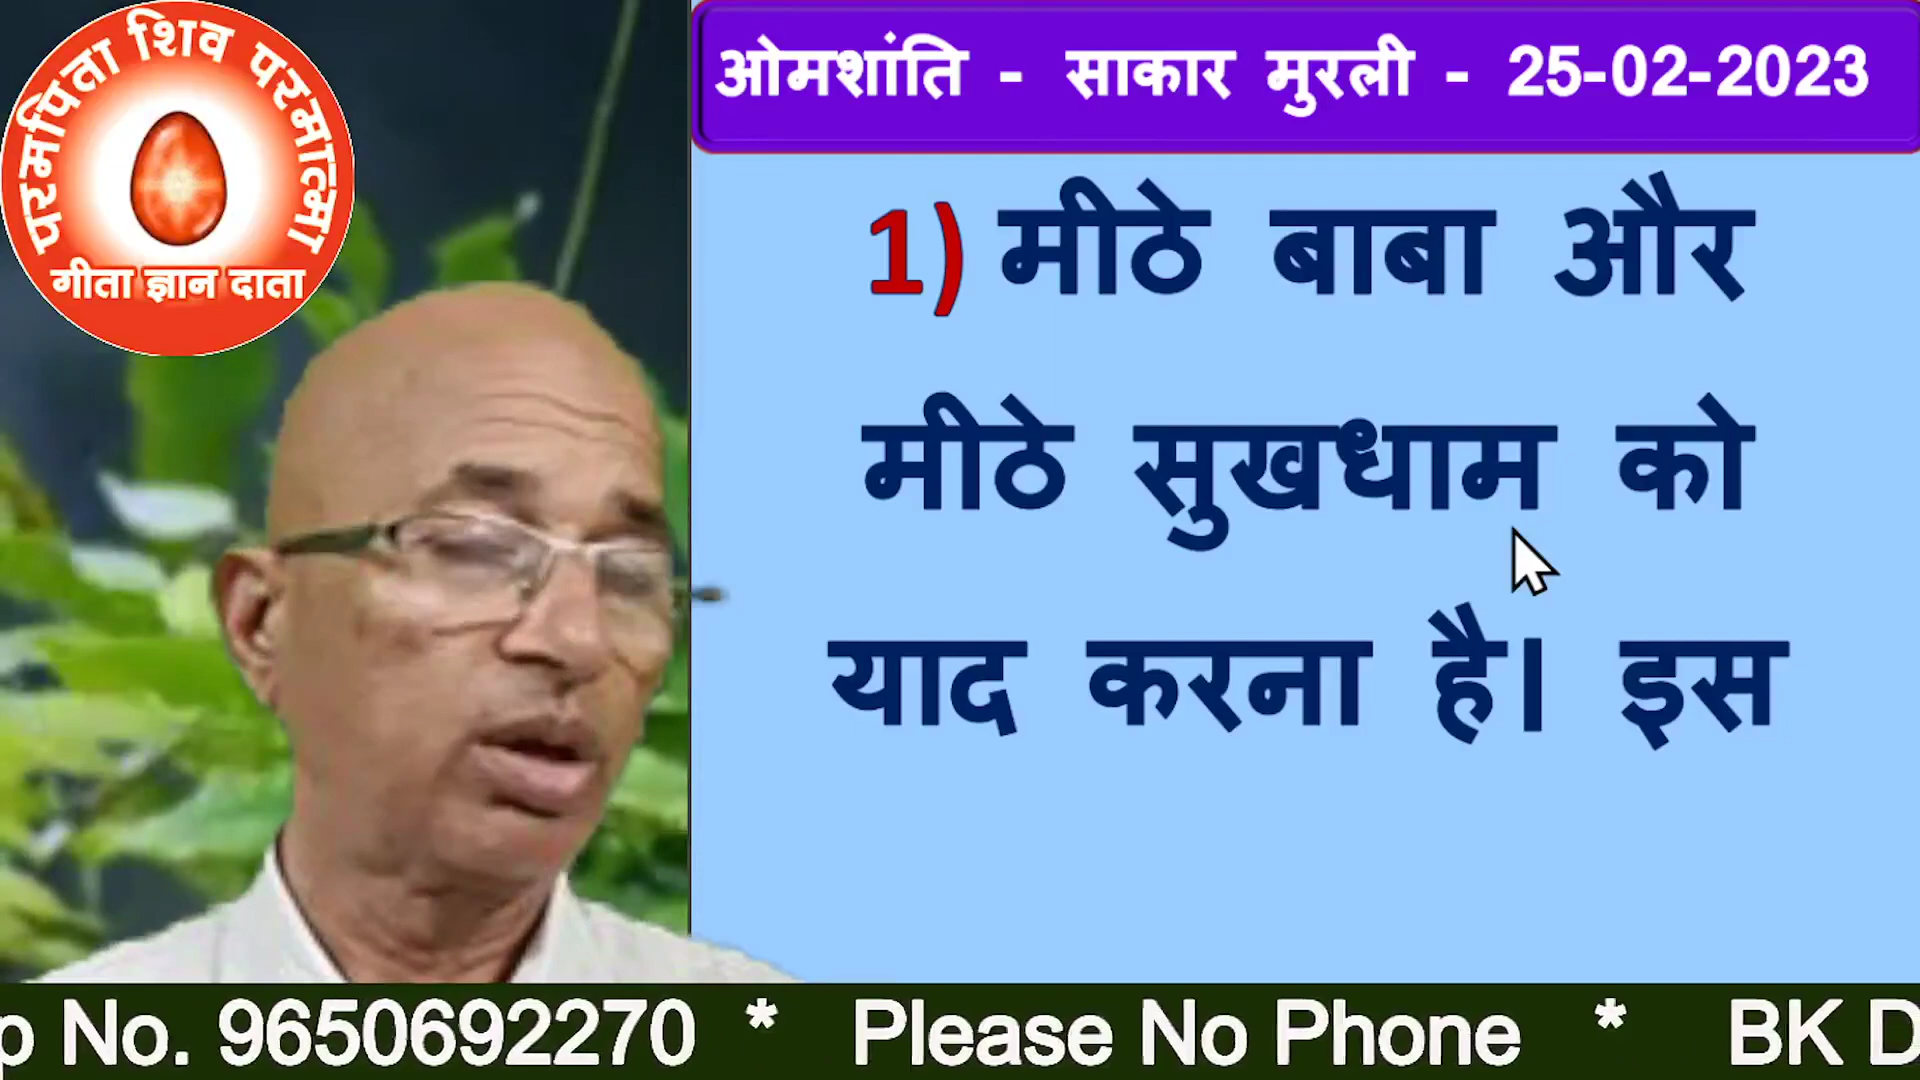 परमपिता शिव परमात्मा
गीता ज्ञान दाता
ओमशांति - साकार मुरली - 25-02-2023
1) मीठे बाबा और
मीठे सुखधाम को
याद करना है। इस
p No. 9650692270 * Please No Phone * BK D